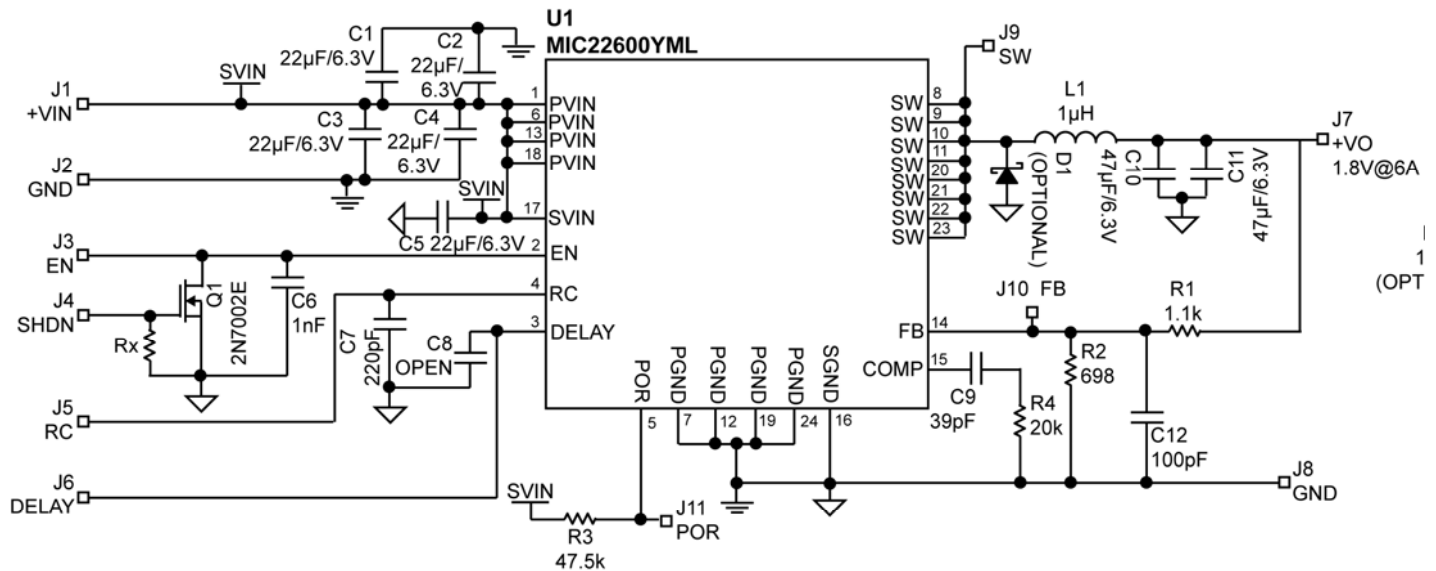 U1
MIC22600YML
C1
22µF/6.3V
C2
22µF/
6.3V
J9
SW
SVIN
J1
+VIN
C3
22µF/6.3V
C4
22µF/
6.3V
1
PVIN
6
PVIN
13
PVIN
18
PVIN
SW
8
SW
9
SW
10
SW
11
SW
20
SW
21
SW
22
SW
23
L1
1µH
J7
+VO
1.8V@6A
D1
(OPTIONAL)
C10
47µF/6.3V
C11
47µF/6.3V
J2
GND
SVIN
17
SVIN
C5 22µF/6.3V
J3
EN
2
EN
1
(OPT
J4
SHDN
Q1
2N7002E
C6
1nF
Rx
4
RC
3
DELAY
C7
220pF
C8
OPEN
J10 FB
FB
14
R1
1.1k
COMP
15
R2
698
C9
39pF
R4
20k
C12
100pF
POR
PGND
PGND
PGND
PGND
SGND
5
7
12
19
24
16
J5
RC
J6
DELAY
SVIN
R3
47.5k
J11
POR
J8
GND